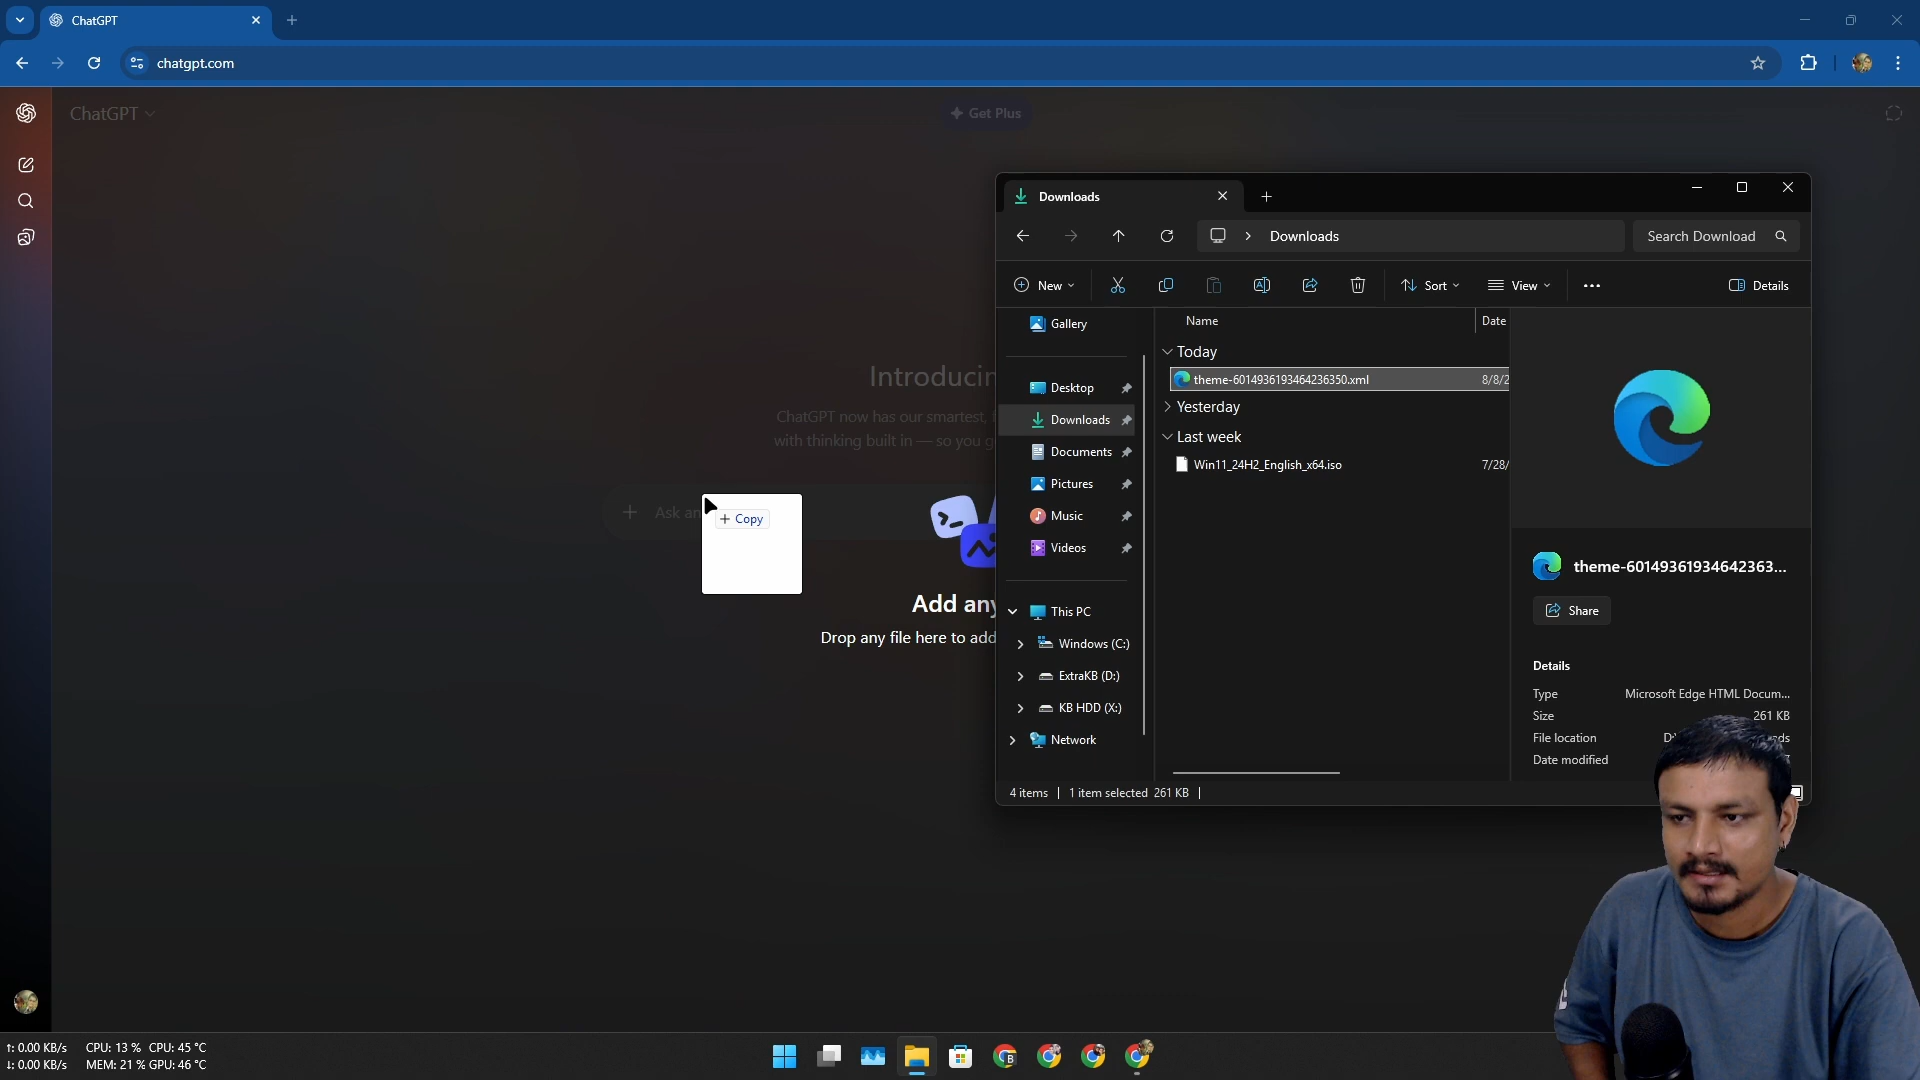 ChatGPT
chatgpt.com
ChatGPT
Get Plus
Introducin
ChatGPT now has our smartest, f
with thinking built in — so you g
Ask an
Copy
Add any
Drop any file here to add
Downloads
Downloads
Search Download
New
Sort
View
Details
Gallery
Desktop
Downloads
Documents
Pictures
Music
Videos
This PC
Windows (C:)
ExtraKB (D:)
KB HDD (X:)
Network
Name
Date
Today
theme-6014936193464236350.xml
8/8/2
Yesterday
Last week
Win11_24H2_English_x64.iso
7/28/
theme-60149361934642363...
Share
Details
Type
Microsoft Edge HTML Docum...
Size
261 KB
File location
Date modified
4 items
1 item selected 261 KB
↑: 0.00 KB/s CPU: 13 % CPU: 45 °C
↓: 0.00 KB/s MEM: 21 % GPU: 46 °C